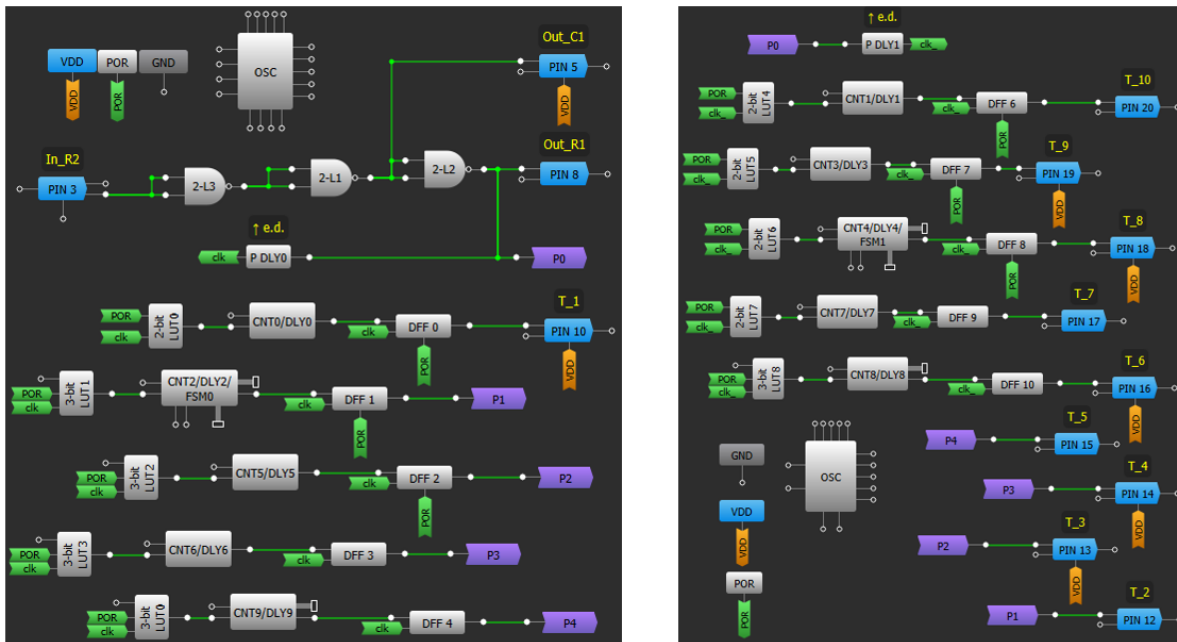 VDD
POR
GND
VDD
POR
OSC
Out_C1
PIN 5
VDD
In_R2
PIN 3
2-L3
2-L1
2-L2
Out_R1
PIN 8
↑ e.d.
clk
P DLY0
P0
T_1
POR
clk
2-bit
LUT0
CNT0/DLY0
clk
DFF 0
PIN 10
POR
VDD
POR
clk
3-bit
LUT1
CNT2/DLY2/
FSM0
clk
DFF 1
P1
POR
POR
clk
3-bit
LUT2
CNT5/DLY5
clk
DFF 2
P2
POR
POR
clk
3-bit
LUT3
CNT6/DLY6
clk
DFF 3
P3
POR
clk
3-bit
LUT0
CNT9/DLY9
clk
DFF 4
P4
↑ e.d.
P0
P DLY1
clk_
T_10
POR
clk_
2-bit
LUT4
CNT1/DLY1
clk_
DFF 6
PIN 20
POR
T_9
POR
clk_
2-bit
LUT5
CNT3/DLY3
clk_
DFF 7
PIN 19
POR
VDD
T_8
POR
clk_
2-bit
LUT6
CNT4/DLY4/
FSM1
clk_
DFF 8
PIN 18
POR
VDD
T_7
POR
clk_
2-bit
LUT7
CNT7/DLY7
clk_
DFF 9
PIN 17
T_6
POR
clk_
3-bit
LUT8
CNT8/DLY8
clk_
DFF 10
PIN 16
VDD
T_5
P4
PIN 15
GND
OSC
T_4
P3
PIN 14
VDD
VDD
VDD
T_3
P2
PIN 13
VDD
POR
POR
T_2
P1
PIN 12